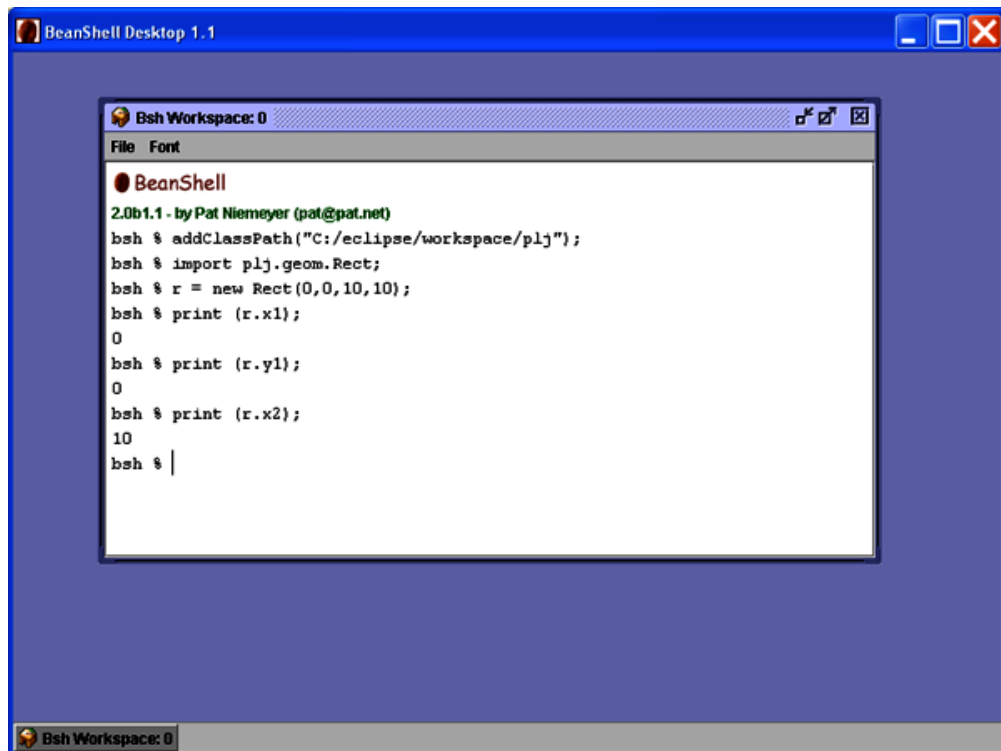 BeanShell Desktop 1.1
Bsh Workspace: 0
File Font
BeanShell
2.0b1.1 - by Pat Niemeyer (pat@pat.net)
bsh % addClassPath("C:/eclipse/workspace/plj");
bsh % import plj.geom.Rect;
bsh % r = new Rect(0,0,10,10);
bsh % print (r.x1);
0
bsh % print (r.y1);
0
bsh % print (r.x2);
10
bsh %
Bsh Workspace: 0